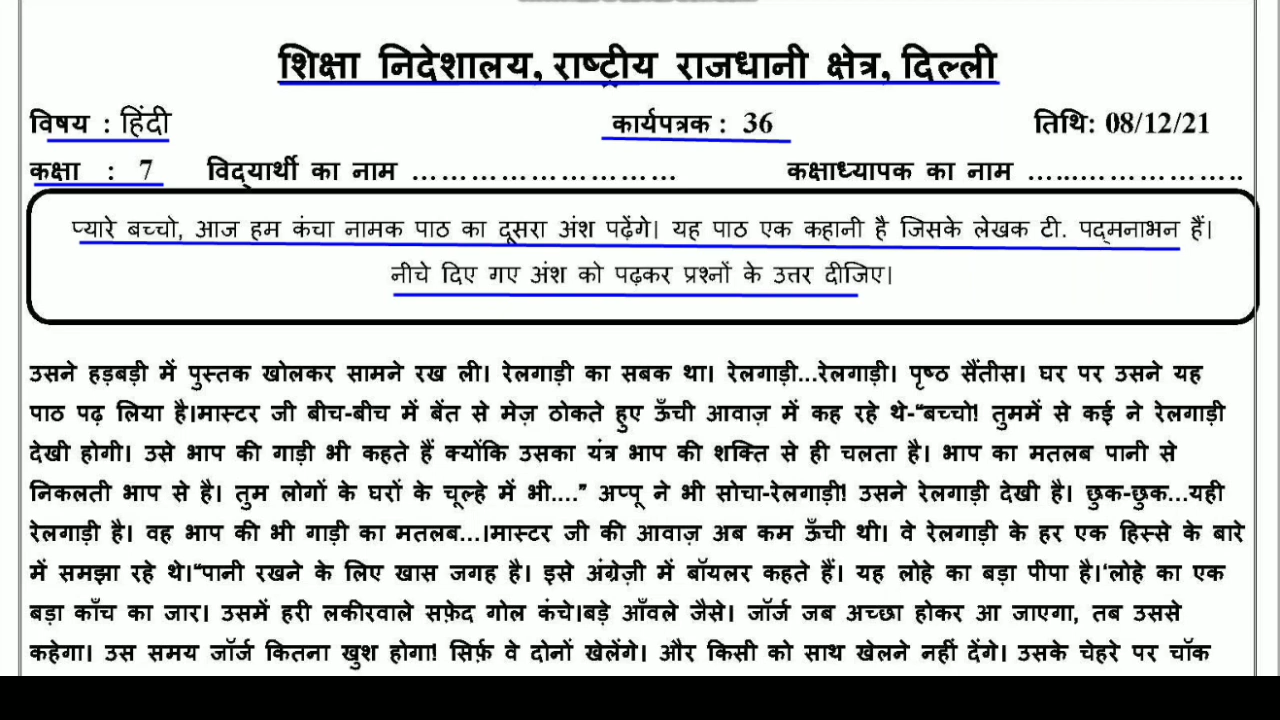 शिक्षा निदेशालय, राष्ट्रीय राजधानी क्षेत्र, दिल्ली
विषय : हिंदी कार्यपत्रक : 36 तिथि: 08/12/21
कक्षा : 7 विद्यार्थी का नाम ........................... कक्षाध्यापक का नाम ...........................
प्यारे बच्चो, आज हम कंचा नामक पाठ का दूसरा अंश पढ़ेंगे। यह पाठ एक कहानी है जिसके लेखक टी. पद्मनाभन हैं।
नीचे दिए गए अंश को पढ़कर प्रश्नों के उत्तर दीजिए।
उसने हड़बड़ी में पुस्तक खोलकर सामने रख ली। रेलगाड़ी का सबक था। रेलगाड़ी...रेलगाड़ी। पृष्ठ सैंतीस। घर पर उसने यह
पाठ पढ़ लिया है।मास्टर जी बीच-बीच में बेंत से मेज़ ठोकते हुए ऊँची आवाज़ में कह रहे थे-“बच्चो! तुममें से कई ने रेलगाड़ी
देखी होगी। उसे भाप की गाड़ी भी कहते हैं क्योंकि उसका यंत्र भाप की शक्ति से ही चलता है। भाप का मतलब पानी से
निकलती भाप से है। तुम लोगों के घरों के चूल्हे में भी....” अप्पू ने भी सोचा-रेलगाड़ी! उसने रेलगाड़ी देखी है। छुक-छुक...यही
रेलगाड़ी है। वह भाप की भी गाड़ी का मतलब...।मास्टर जी की आवाज़ अब कम ऊँची थी। वे रेलगाड़ी के हर एक हिस्से के बारे
में समझा रहे थे।“पानी रखने के लिए खास जगह है। इसे अंग्रेज़ी में बॉयलर कहते हैं। यह लोहे का बड़ा पीपा है।‘लोहे का एक
बड़ा काँच का जार। उसमें हरी लकीरवाले सफ़ेद गोल कंचे।बड़े आँवले जैसे। जॉर्ज जब अच्छा होकर आ जाएगा, तब उससे
कहेगा। उस समय जॉर्ज कितना खुश होगा! सिर्फ़ वे दोनों खेलेंगे। और किसी को साथ खेलने नहीं देंगे। उसके चेहरे पर चॉक